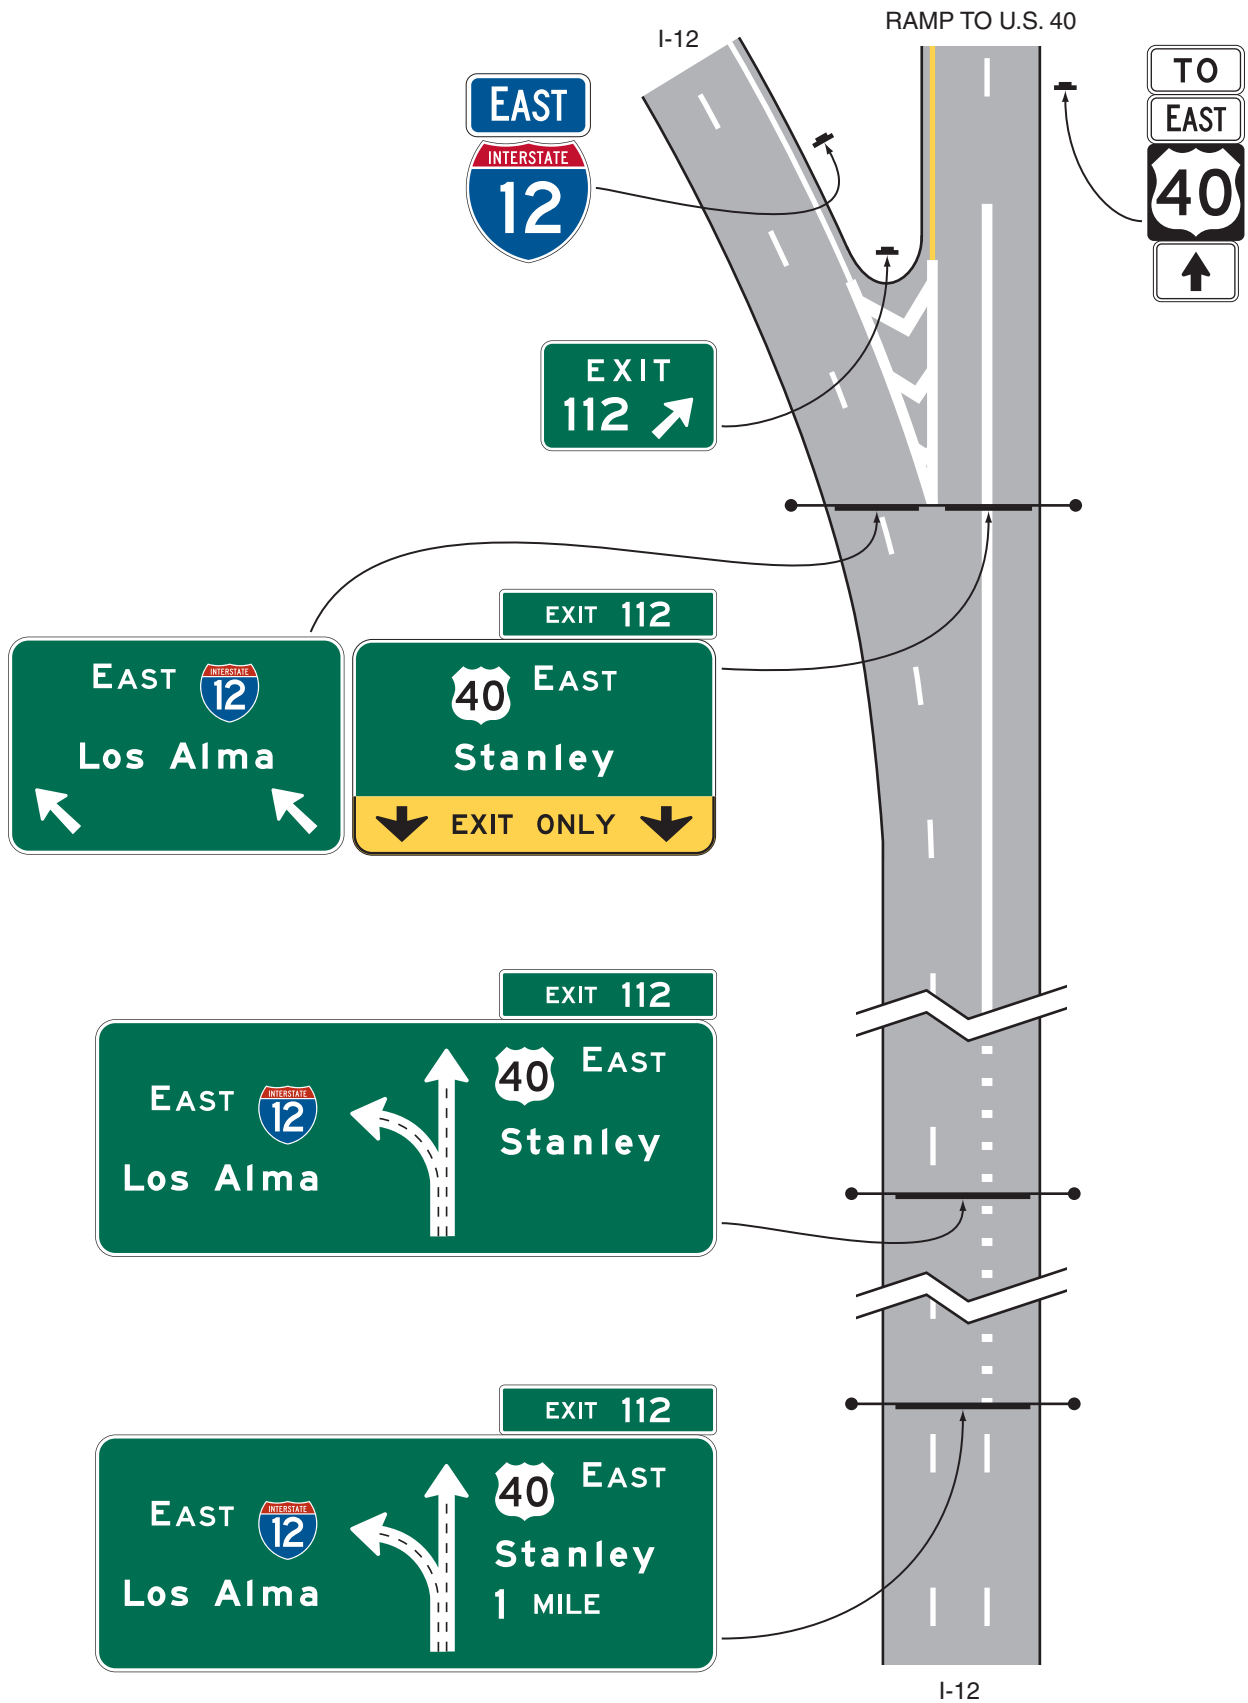 RAMP TO U.S. 40
I-12
TO
EAST
40
EAST
INTERSTATE
12
EXIT
112
EXIT 112
EAST
INTERSTATE
12
Los Alma
40 EAST
Stanley
EXIT ONLY
EXIT 112
EAST
INTERSTATE
12
Los Alma
40 EAST
Stanley
EXIT 112
EAST
INTERSTATE
12
Los Alma
40 EAST
Stanley
1 MILE
I-12